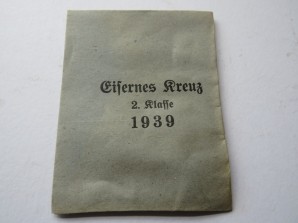 Eisernes Kreuz
2. Klasse
1939